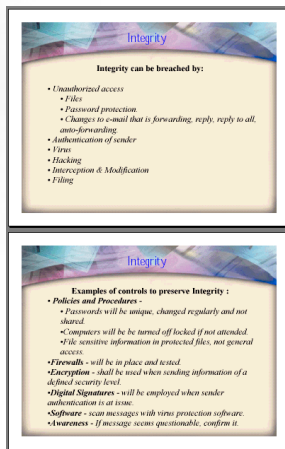 Integrity
Integrity can be breached by:
• Unauthorized access
• Files
• Password protection.
• Changes to e-mail that is forwarding, reply, reply to all,
auto-forwarding.
• Authentication of sender
• Virus
• Hacking
• Interception & Modification
• Filing
Integrity
Examples of controls to preserve Integrity :
• Policies and Procedures -
•Passwords will be unique, changed regularly and not
shared.
•Computers will be be turned off locked if not attended.
•File sensitive information in protected files, not general
access.
•Firewalls - will be in place and tested.
•Encryption - shall be used when sending information of a
defined security level.
•Digital Signatures - will be employed when sender
authentication is at issue.
•Software - scan messages with virus protection software.
•Awareness - If message seems questionable, confirm it.